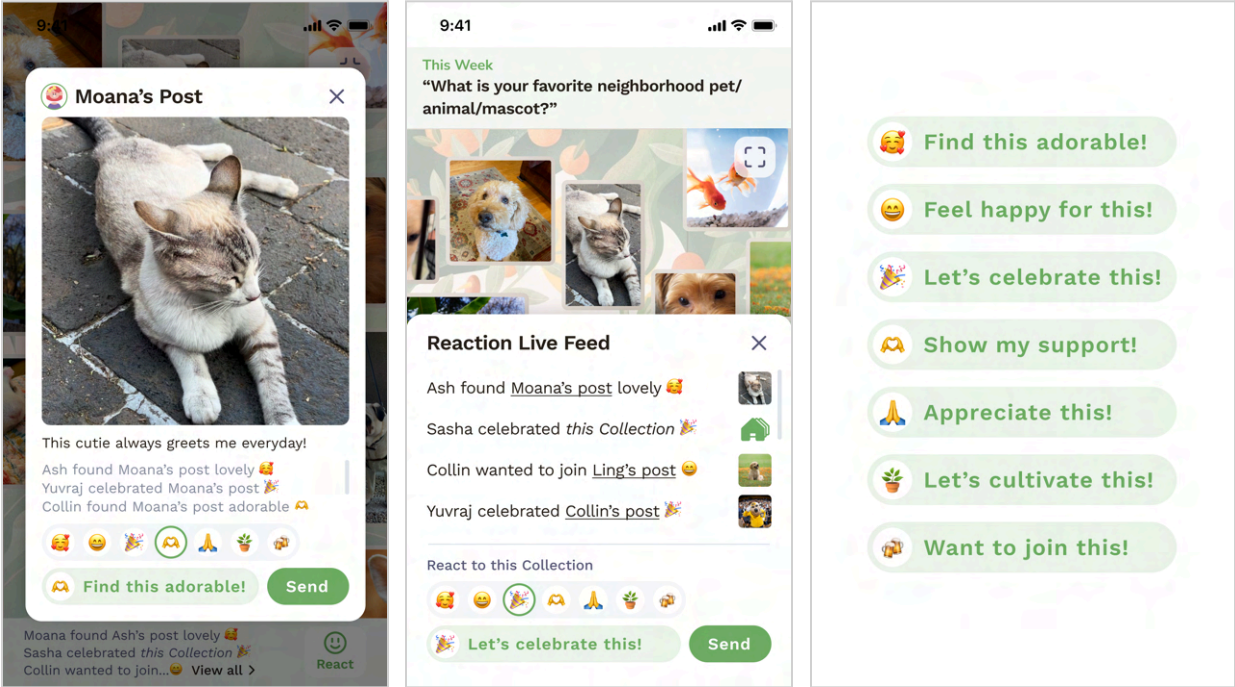 9:41
Moana’s Post
This cutie always greets me everyday!
Ash found Moana’s post lovely 🥰
Yuvraj celebrated Moana’s post 🎉
Collin found Moana’s post adorable 🫶
🫶 Find this adorable!
Send
Moana found Ash’s post lovely 🥰
Sasha celebrated this Collection 🎉
Collin wanted to join...😄 View all >
React
9:41
This Week
“What is your favorite neighborhood pet/
animal/mascot?”
Reaction Live Feed
Ash found Moana’s post lovely 🥰
Sasha celebrated this Collection 🎉
Collin wanted to join Ling’s post 😄
Yuvraj celebrated Collin’s post 🎉
React to this Collection
🎉 Let’s celebrate this!
Send
🥰 Find this adorable!
😄 Feel happy for this!
🎉 Let’s celebrate this!
🫶 Show my support!
🙏 Appreciate this!
🪴 Let’s cultivate this!
🍻 Want to join this!